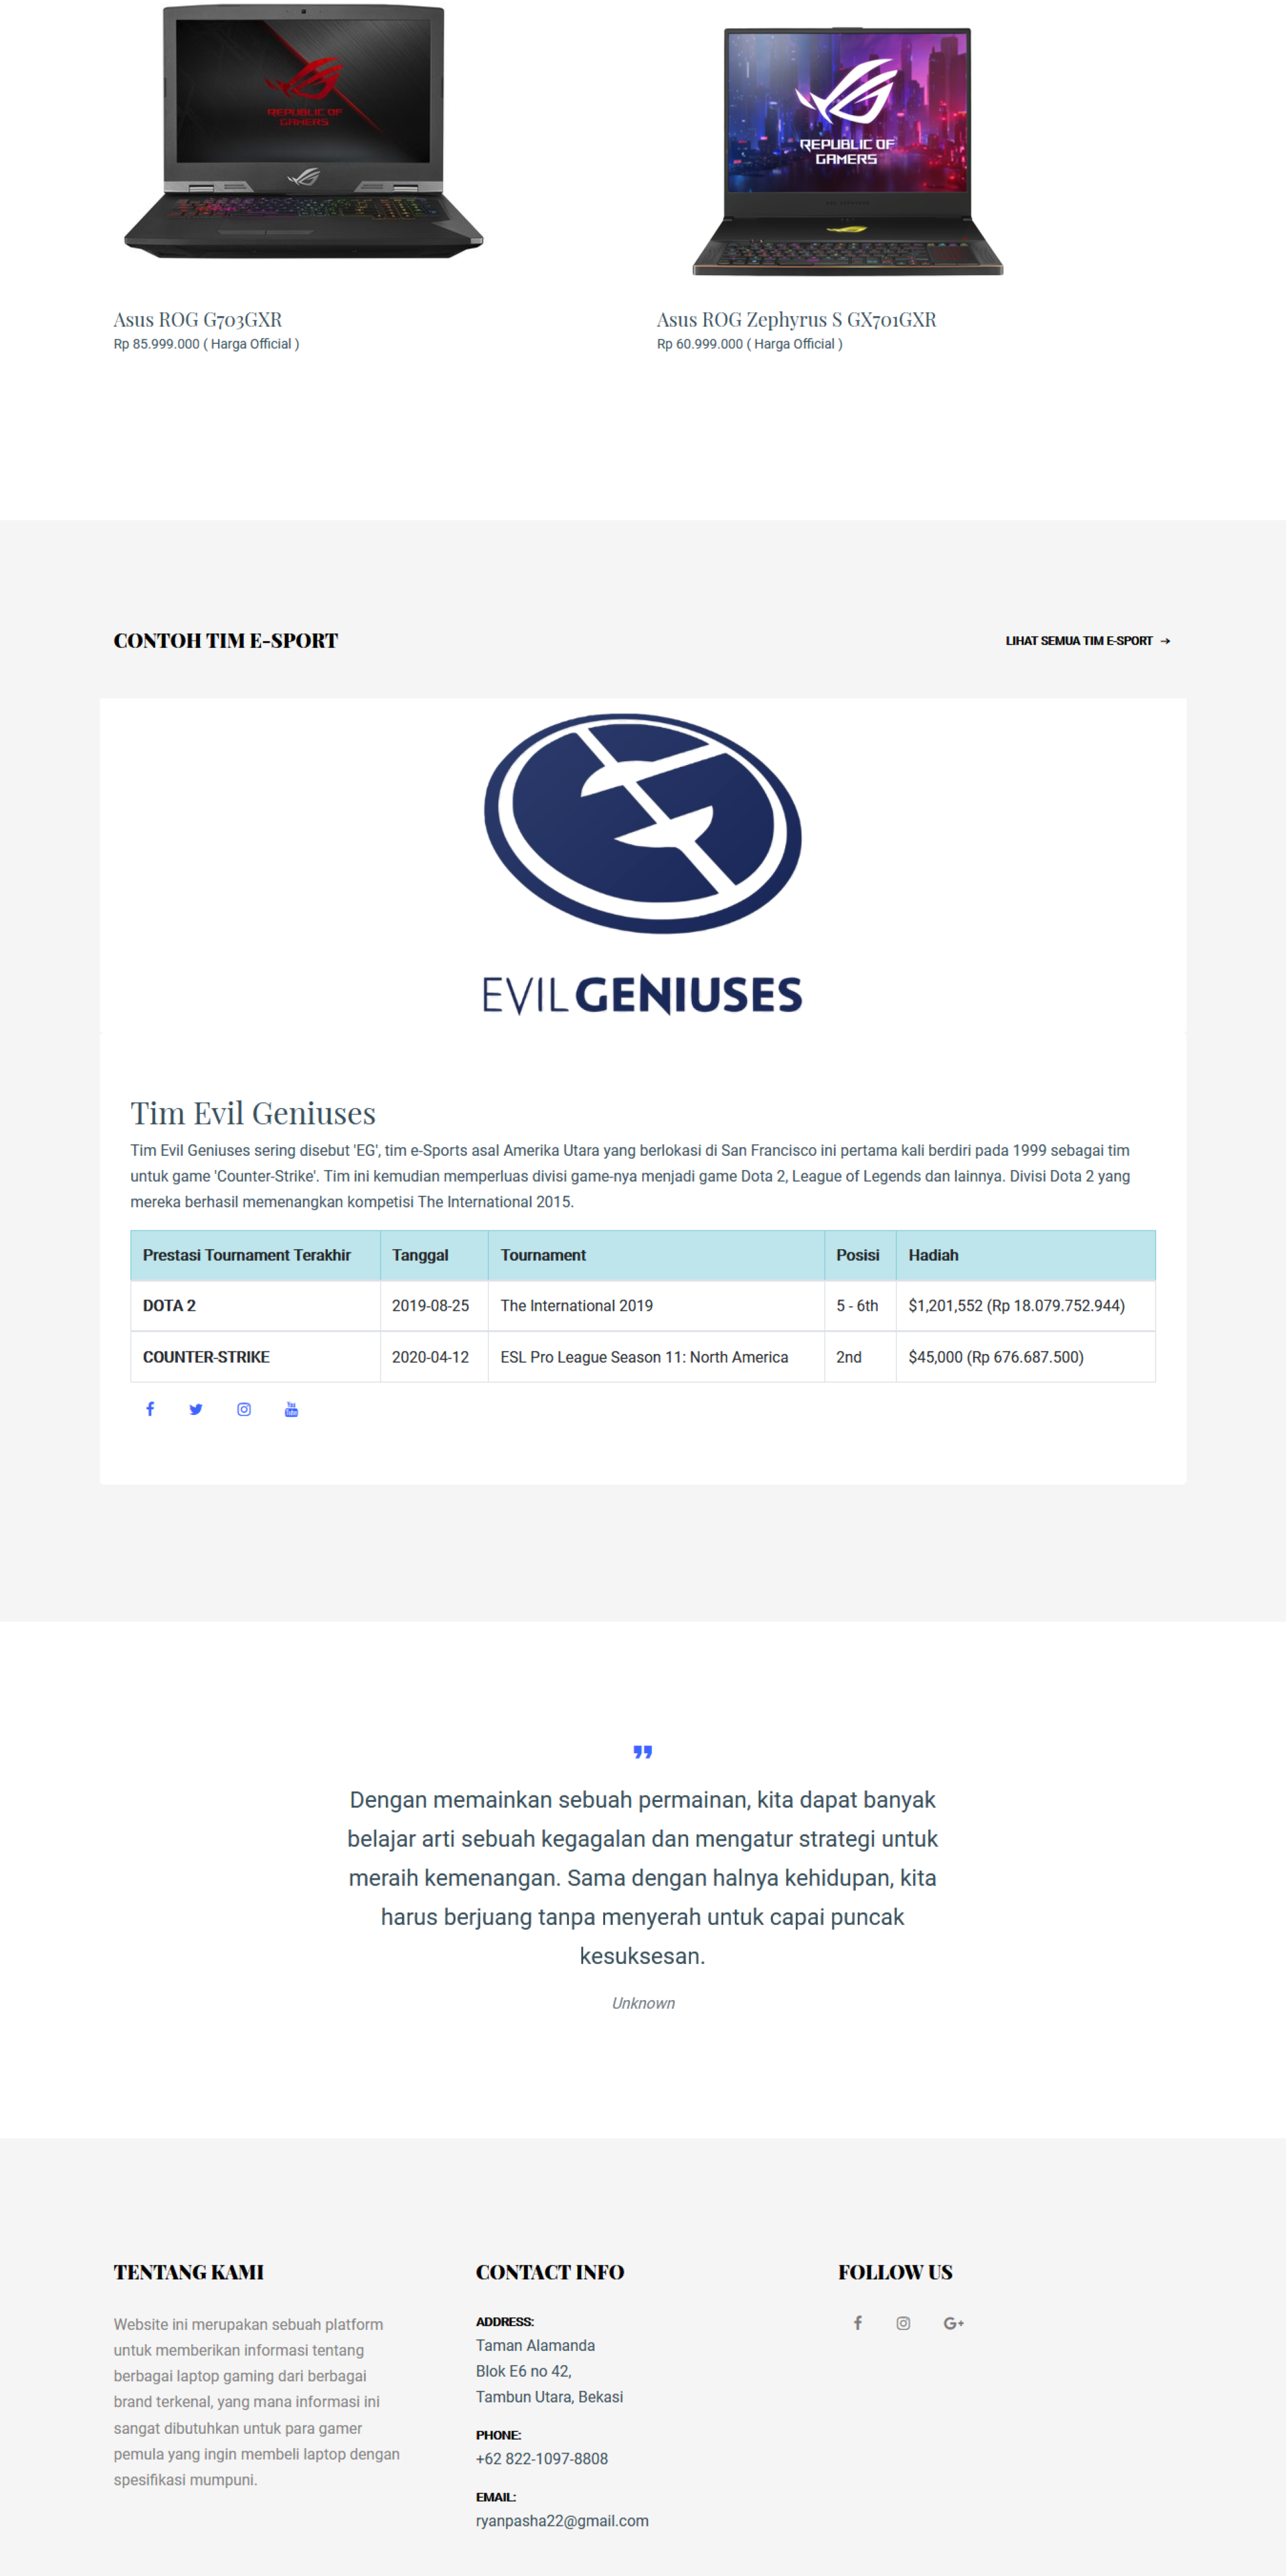 REPUBLIC OF
GAMERS
REPUBLIC OF
GAMERS
Asus ROG G703GXR
Rp 85.999.000 ( Harga Official )
Asus ROG Zephyrus S GX701GXR
Rp 60.999.000 ( Harga Official )
CONTOH TIM E-SPORT
LIHAT SEMUA TIM E-SPORT →
EVIL GENIUSES
Tim Evil Geniuses
Tim Evil Geniuses sering disebut 'EG', tim e-Sports asal Amerika Utara yang berlokasi di San Francisco ini pertama kali berdiri pada 1999 sebagai tim
untuk game 'Counter-Strike'. Tim ini kemudian memperluas divisi game-nya menjadi game Dota 2, League of Legends dan lainnya. Divisi Dota 2 yang
mereka berhasil memenangkan kompetisi The International 2015.
Prestasi Tournament Terakhir Tanggal Tournament Posisi Hadiah
DOTA 2 2019-08-25 The International 2019 5 - 6th $1,201,552 (Rp 18.079.752.944)
COUNTER-STRIKE 2020-04-12 ESL Pro League Season 11: North America 2nd $45,000 (Rp 676.687.500)
Dengan memainkan sebuah permainan, kita dapat banyak
belajar arti sebuah kegagalan dan mengatur strategi untuk
meraih kemenangan. Sama dengan halnya kehidupan, kita
harus berjuang tanpa menyerah untuk capai puncak
kesuksesan.
Unknown
TENTANG KAMI
Website ini merupakan sebuah platform
untuk memberikan informasi tentang
berbagai laptop gaming dari berbagai
brand terkenal, yang mana informasi ini
sangat dibutuhkan untuk para gamer
pemula yang ingin membeli laptop dengan
spesifikasi mumpuni.
CONTACT INFO
ADDRESS:
Taman Alamanda
Blok E6 no 42,
Tambun Utara, Bekasi
PHONE:
+62 822-1097-8808
EMAIL:
ryanpasha22@gmail.com
FOLLOW US